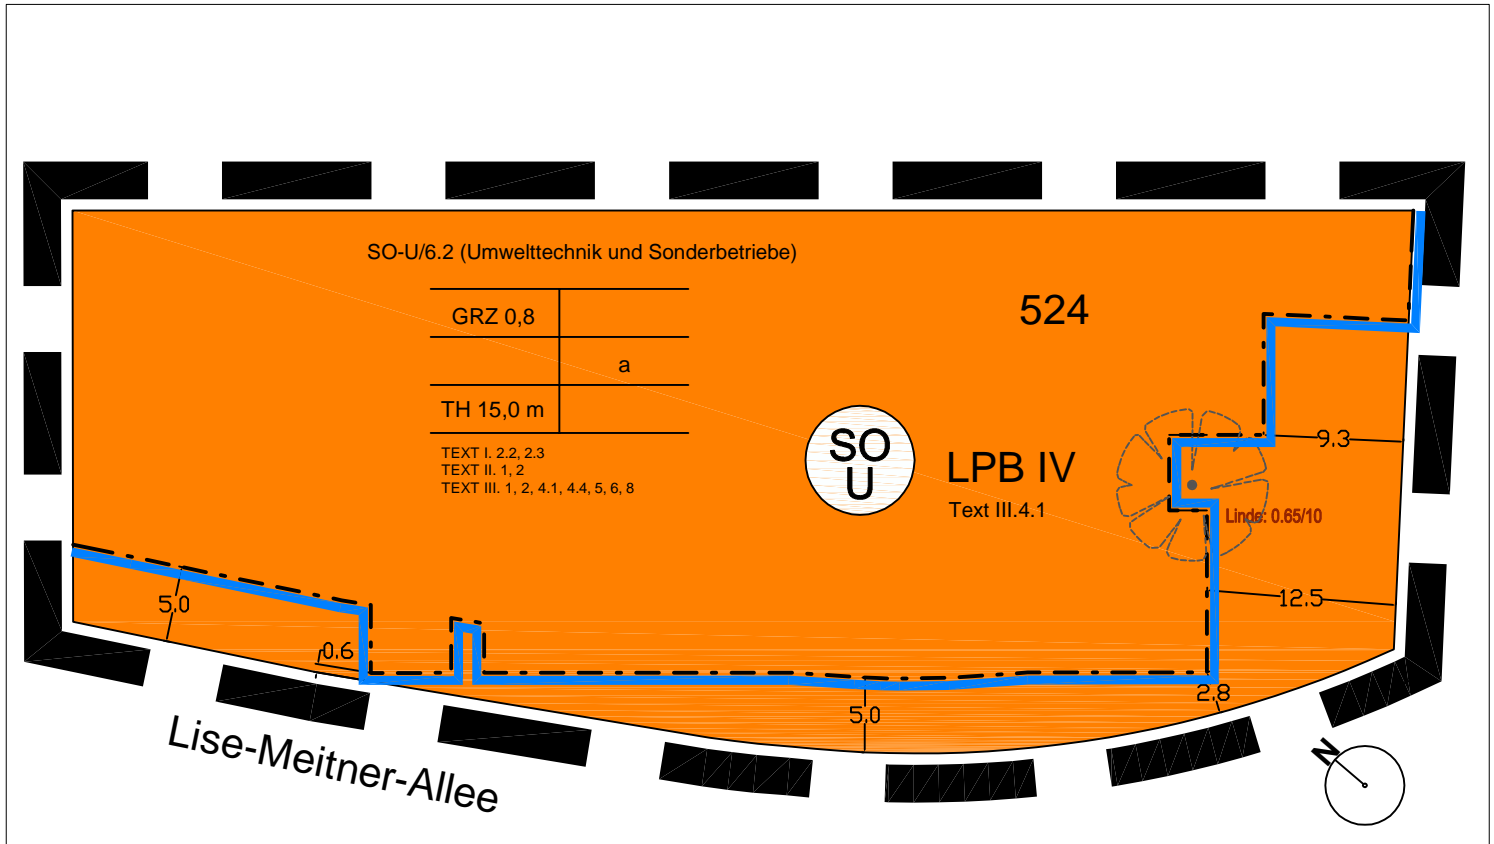 SO-U/6.2 (Umwelttechnik und Sonderbetriebe)
GRZ 0,8
a
TH 15,0 m
TEXT I. 2.2, 2.3
TEXT II. 1, 2
TEXT III. 1, 2, 4.1, 4.4, 5, 6, 8
524
SO
U
LPB IV
Text III.4.1
9.3
Linde: 0.65/10
12.5
5.0
0.6
5.0
2.8
Lise-Meitner-Allee
N